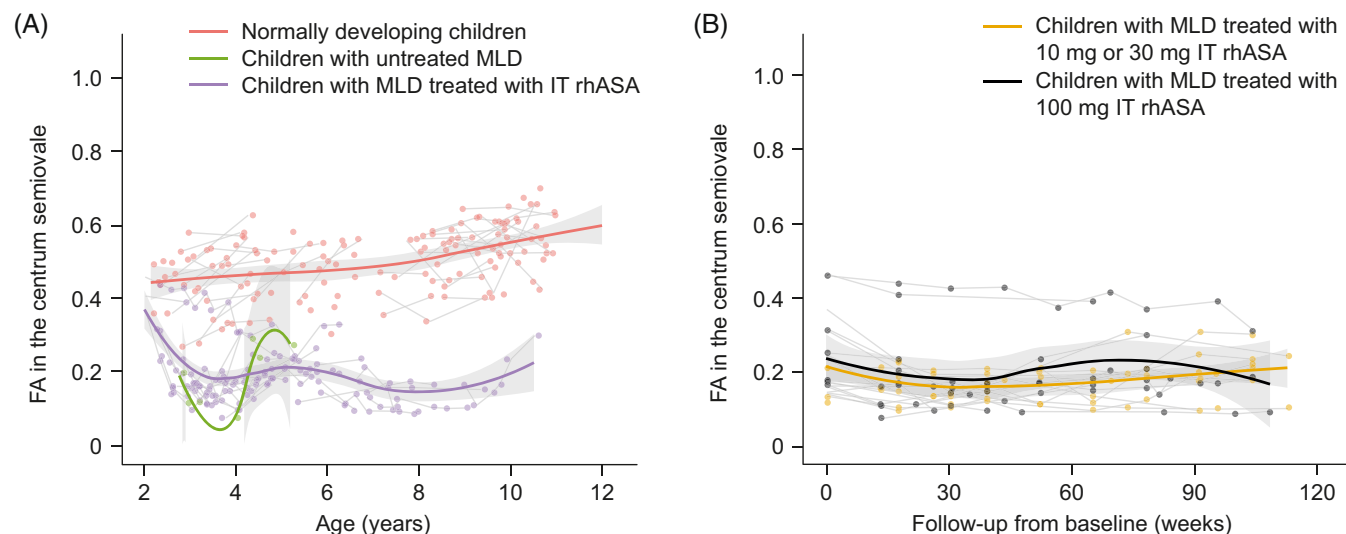 (A)
Normally developing children
Children with untreated MLD
Children with MLD treated with IT rhASA
FA in the centrum semiovale
1.0
0.8
0.6
0.4
0.2
0
2
4
6
8
10
12
Age (years)
(B)
Children with MLD treated with
10 mg or 30 mg IT rhASA
Children with MLD treated with
100 mg IT rhASA
FA in the centrum semiovale
1.0
0.8
0.6
0.4
0.2
0
0
30
60
90
120
Follow-up from baseline (weeks)